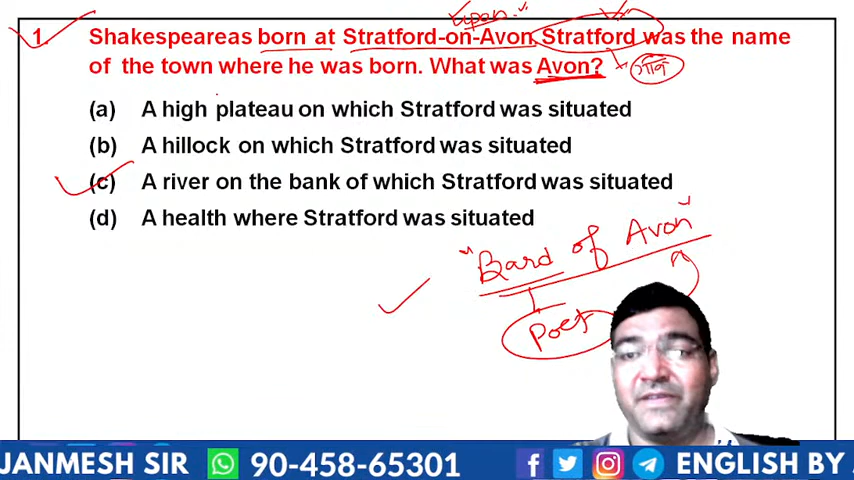 upon
1. Shakespeareas born at Stratford-on-Avon Stratford was the name
of the town where he was born. What was Avon?
(a) A high plateau on which Stratford was situated
(b) A hillock on which Stratford was situated
(c) A river on the bank of which Stratford was situated
(d) A health where Stratford was situated
"Bard of Avon"
Poet
JANMESH SIR 90-458-65301 ENGLISH BY